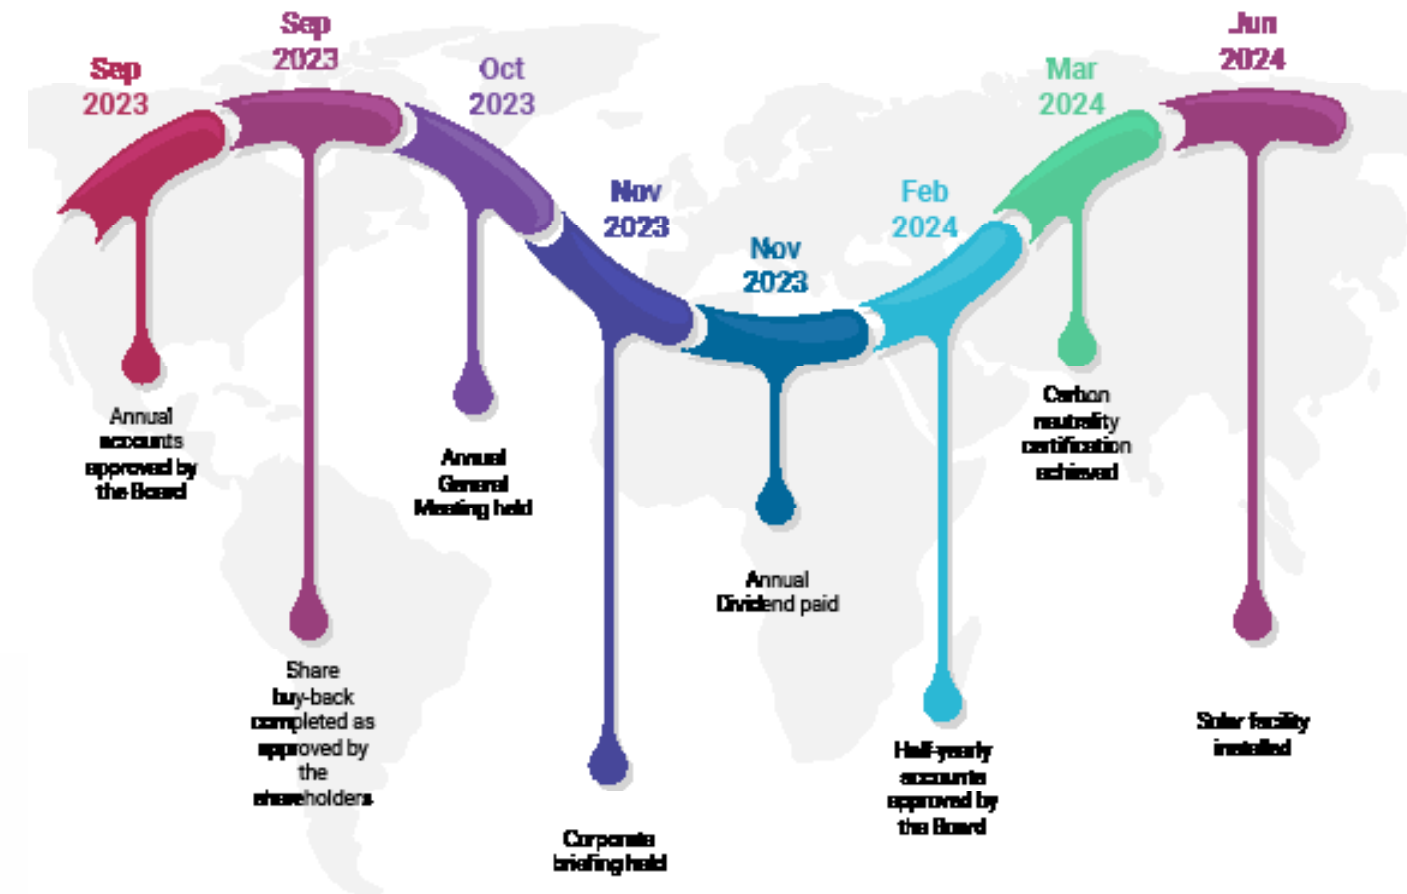 Sep
2023
Annual
accounts
approved by
the Board
Sep
2023
Share
buy-back
completed as
approved by
the
shareholders
Oct
2023
Annual
General
Meeting held
Nov
2023
Corporate
briefing held
Nov
2023
Annual
Dividend paid
Feb
2024
Half-yearly
accounts
approved by
the Board
Mar
2024
Carbon
neutrality
certification
achieved
Jun
2024
Solar facility
installed